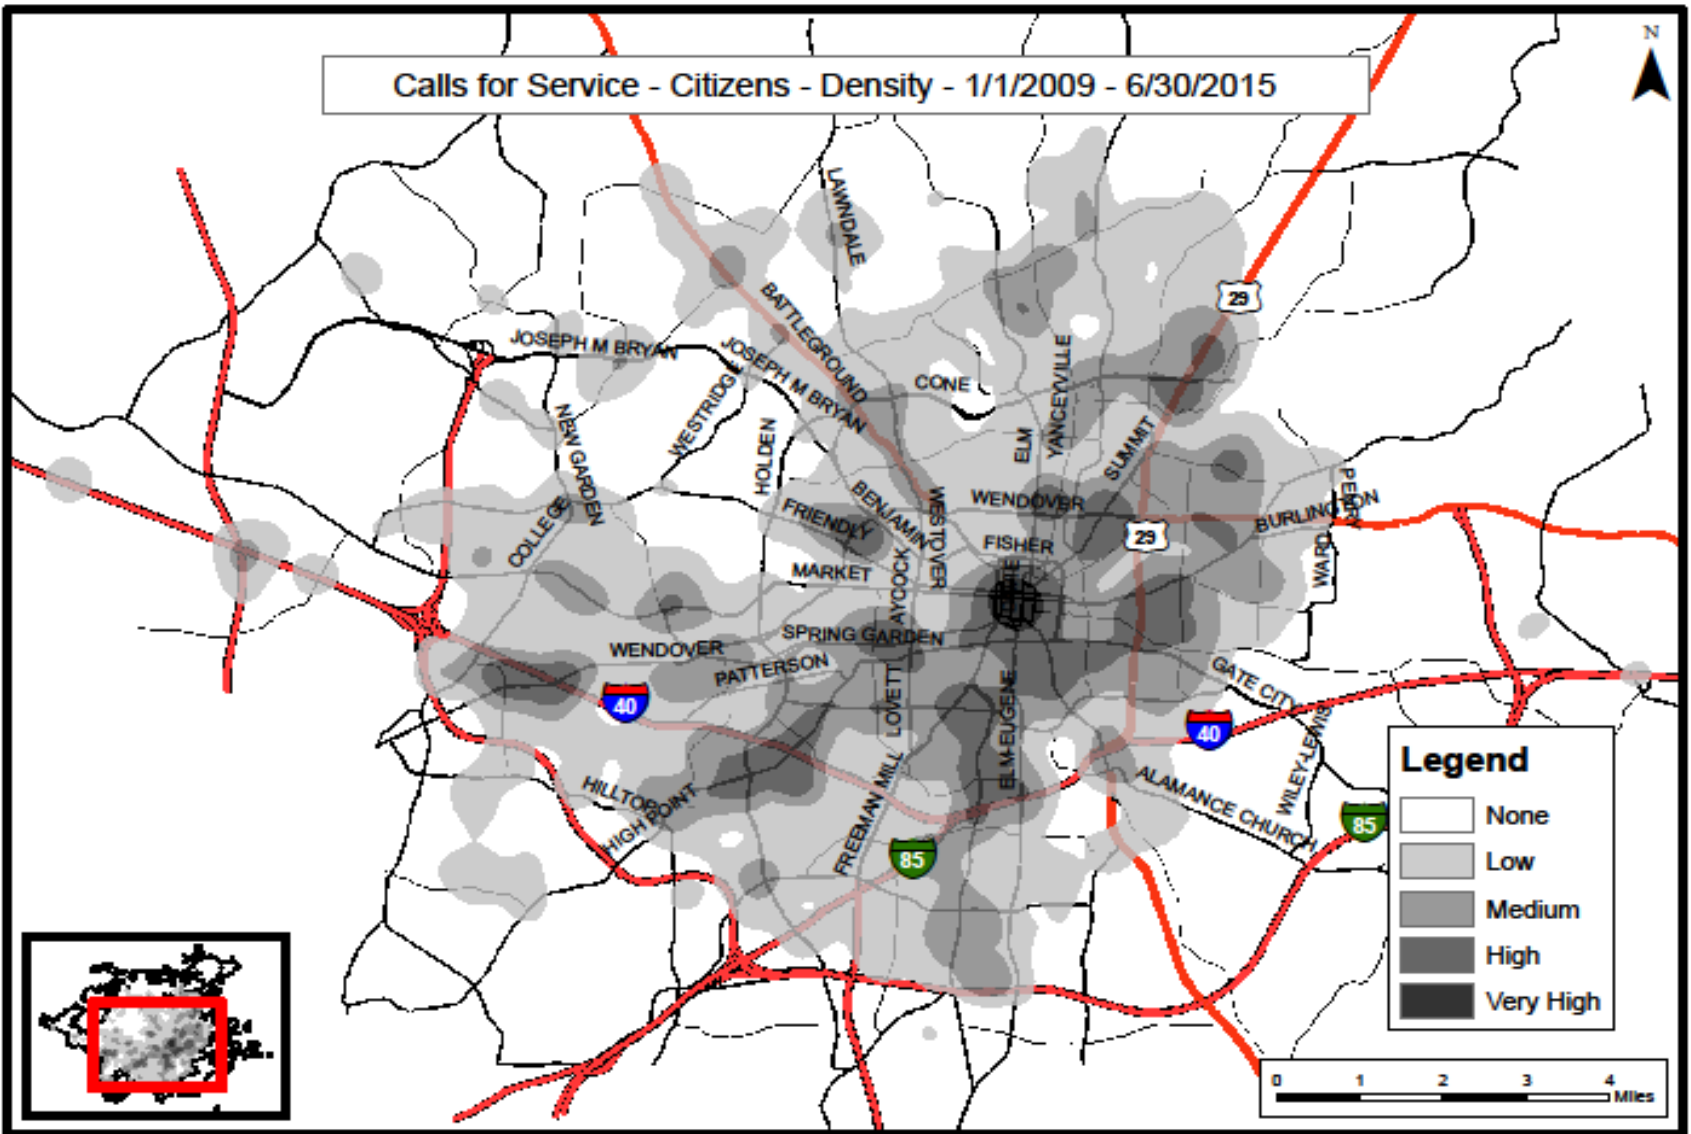 N
Calls for Service - Citizens - Density - 1/1/2009 - 6/30/2015
LAWNDALE
29
BATTLEGROUND
JOSEPH M BRYAN
JOSEPH M BRYAN
WESTRIDGE
CONE
YANCEYVILLE
ELM
SUMMIT
NEW GARDEN
HOLDEN
COLLEGE
FRIENDLY
BENJAMIN
WESTOVER
WENDOVER
PERRY
BURLINGTON
29
FISHER
WARD
MARKET
AYCOCK
SPRING GARDEN
WENDOVER
PATTERSON
LOVETT
ELM-EUGENE
GATE CITY
40
40
WILEY-LEWIS
HILLTOP
HIGH POINT
FREEMAN MILL
ALAMANCE CHURCH
85
85
Legend
None
Low
Medium
High
Very High
0 1 2 3 4
Miles